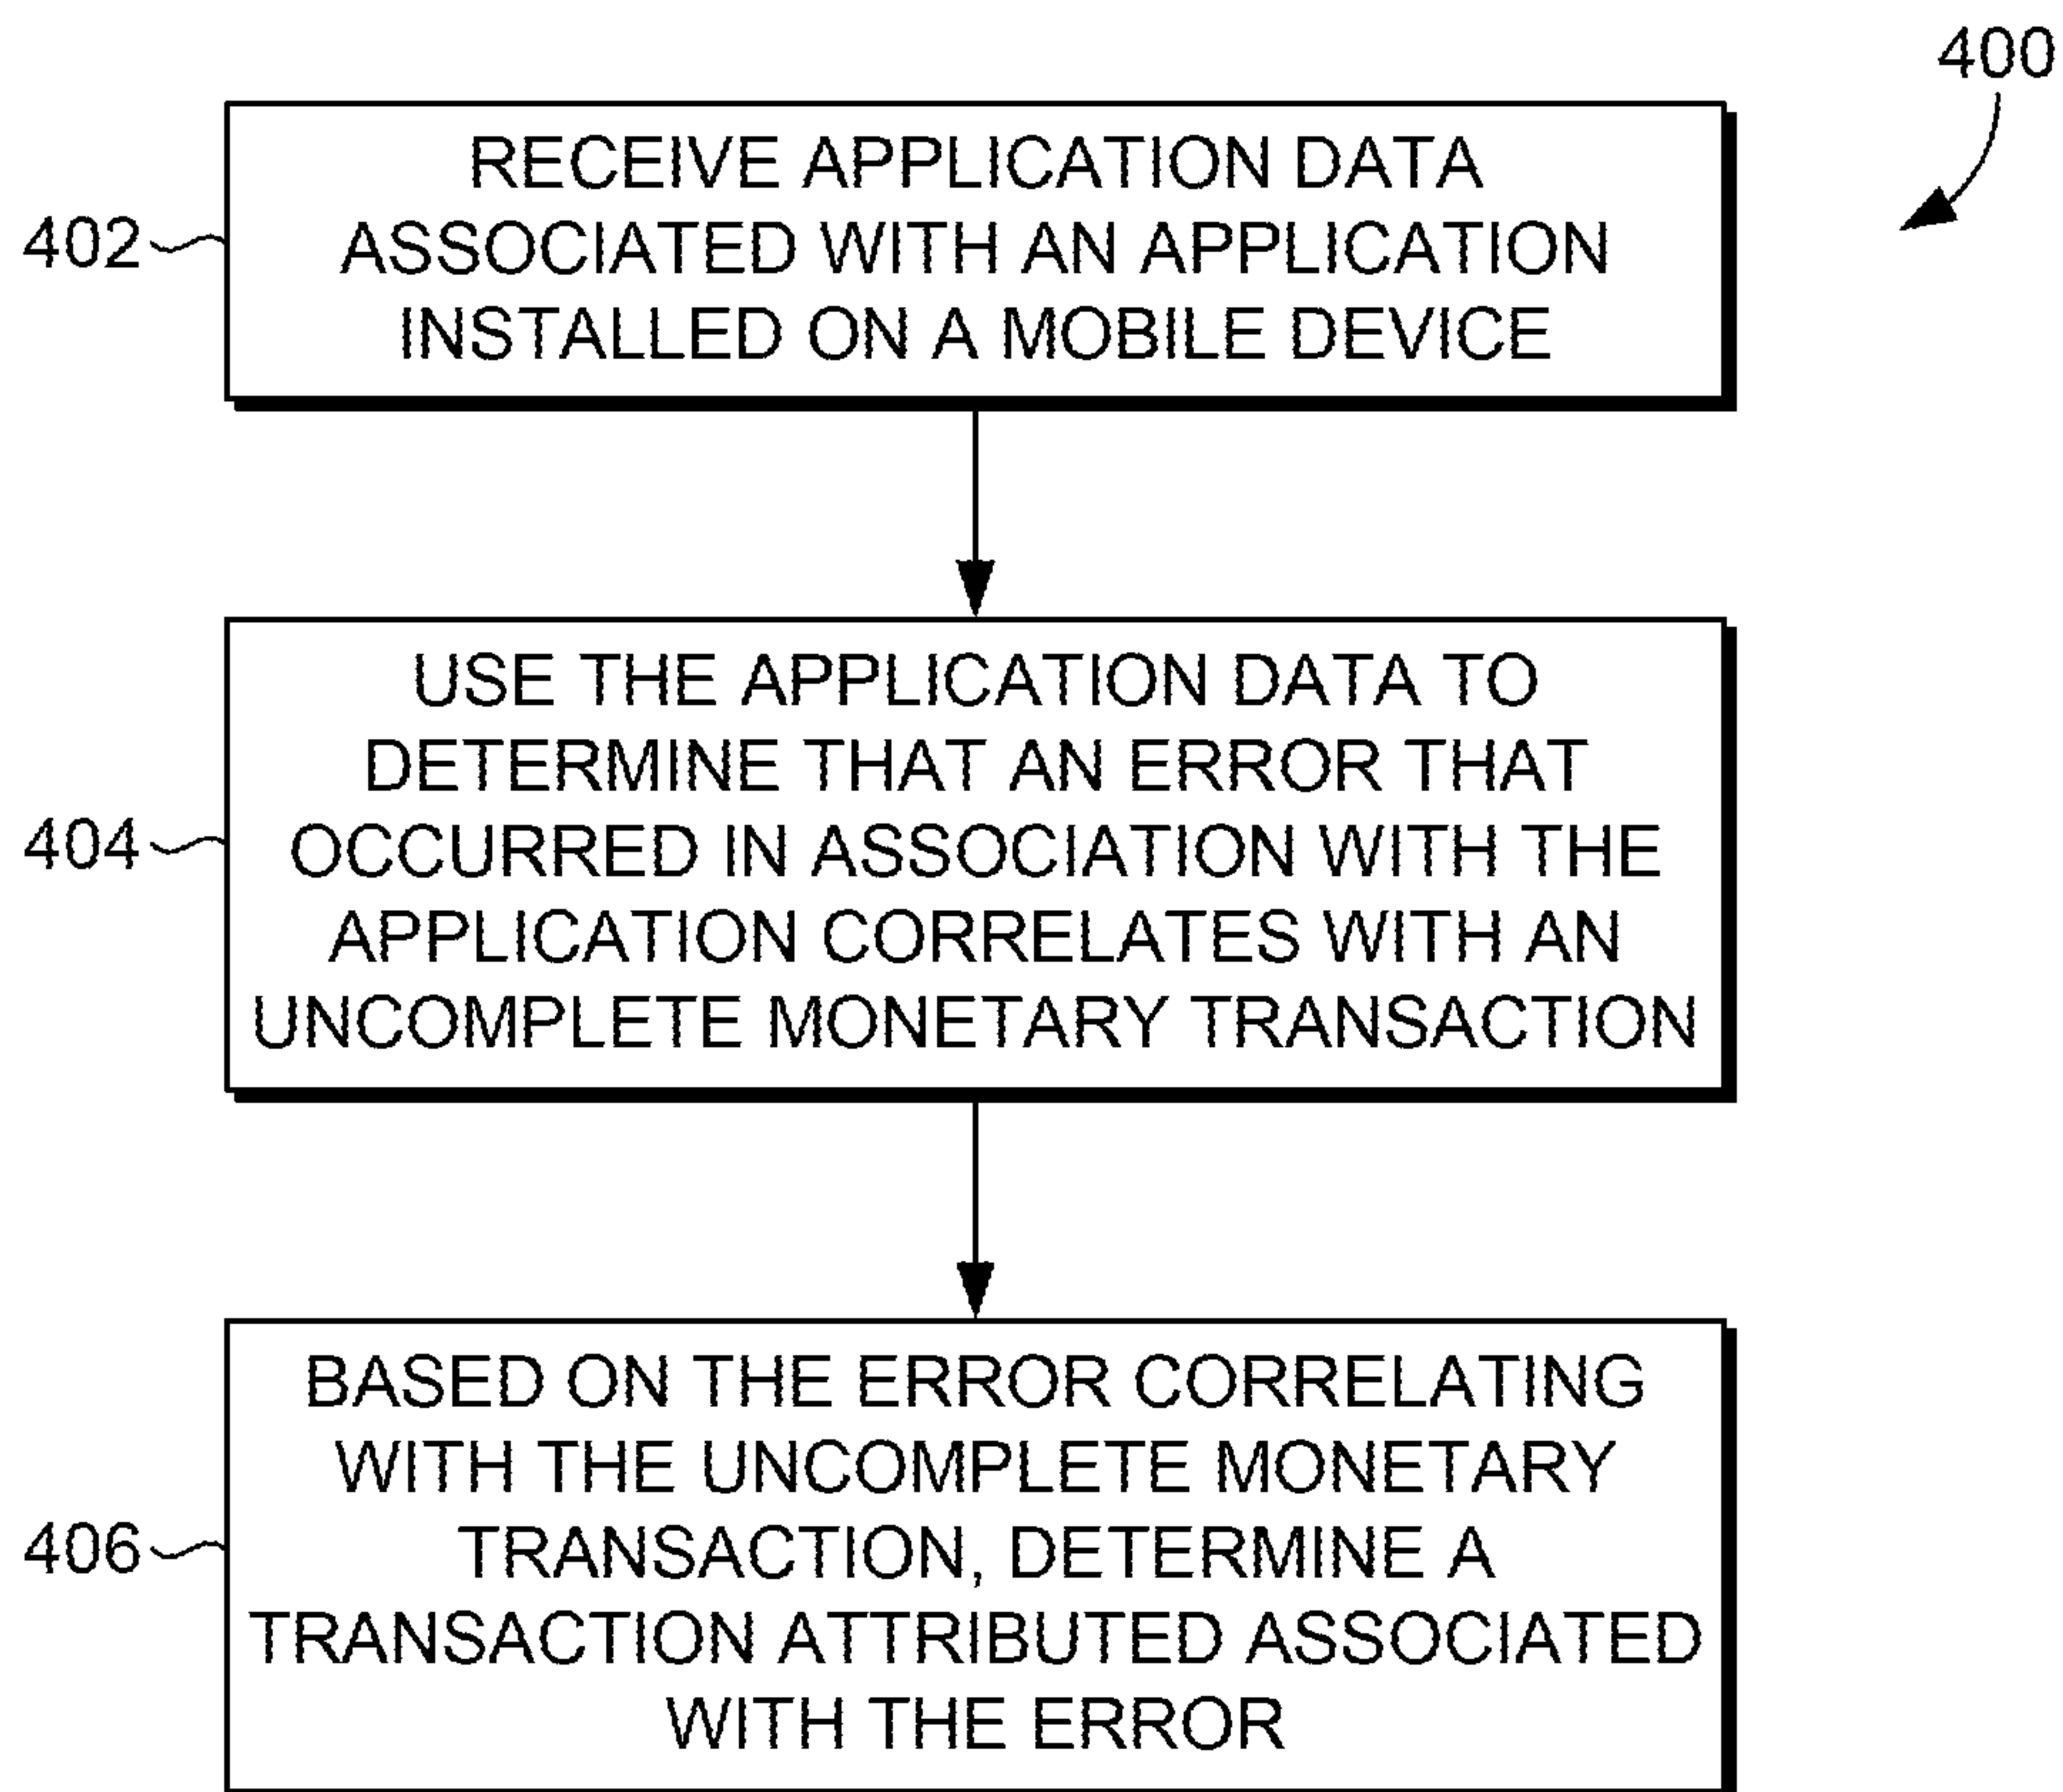 400
402
RECEIVE APPLICATION DATA
ASSOCIATED WITH AN APPLICATION
INSTALLED ON A MOBILE DEVICE
404
USE THE APPLICATION DATA TO
DETERMINE THAT AN ERROR THAT
OCCURRED IN ASSOCIATION WITH THE
APPLICATION CORRELATES WITH AN
UNCOMPLETE MONETARY TRANSACTION
406
BASED ON THE ERROR CORRELATING
WITH THE UNCOMPLETE MONETARY
TRANSACTION, DETERMINE A
TRANSACTION ATTRIBUTED ASSOCIATED
WITH THE ERROR